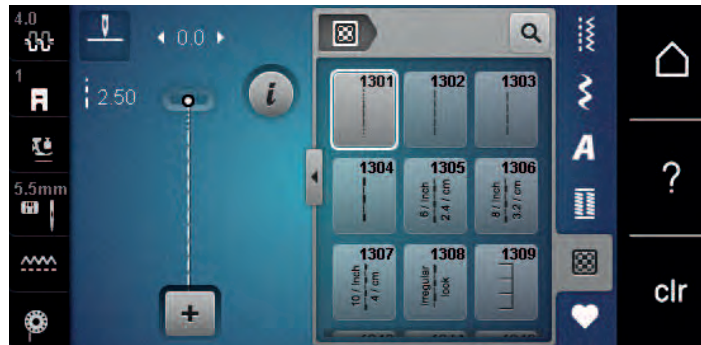 4.0
0.0
1
2.50
i
5.5mm
1301
1302
1303
1304
1305
6 / Inch
2.4 / cm
1306
8 / Inch
3.2 / cm
1307
10 / Inch
4 / cm
1308
irregular
look
1309
A
?
clr
+